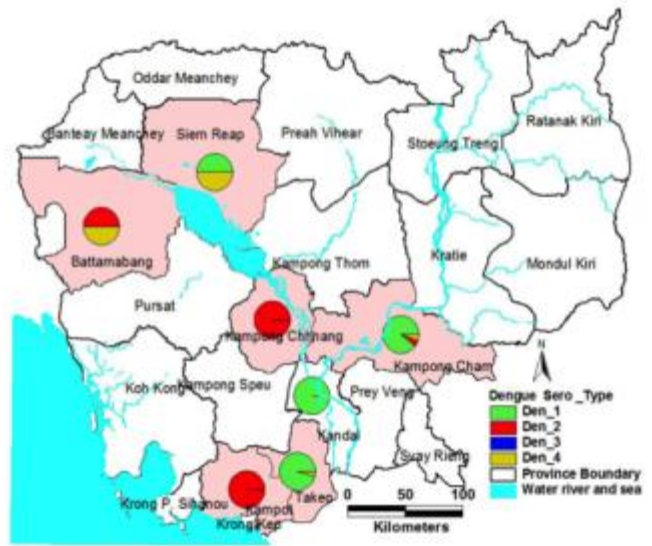 Oddar Meanchey
Banteay Meanchey
Siem Reap
Preah Vihear
Stoeung Treng
Ratanak Kiri
Battamabang
Kampong Thom
Kratie
Mondul Kiri
Pursat
Kampong Chhnang
Kampong Cham
N
Koh Kong
Kampong Speu
Prey Veng
Kandal
Svay Rieng
Takeo
Kampot
Krong P. Sihanou
Krong Kep
Dengue Sero_Type
Den_1
Den_2
Den_3
Den_4
Province Boundary
Water river and sea
0 50 100
Kilometers